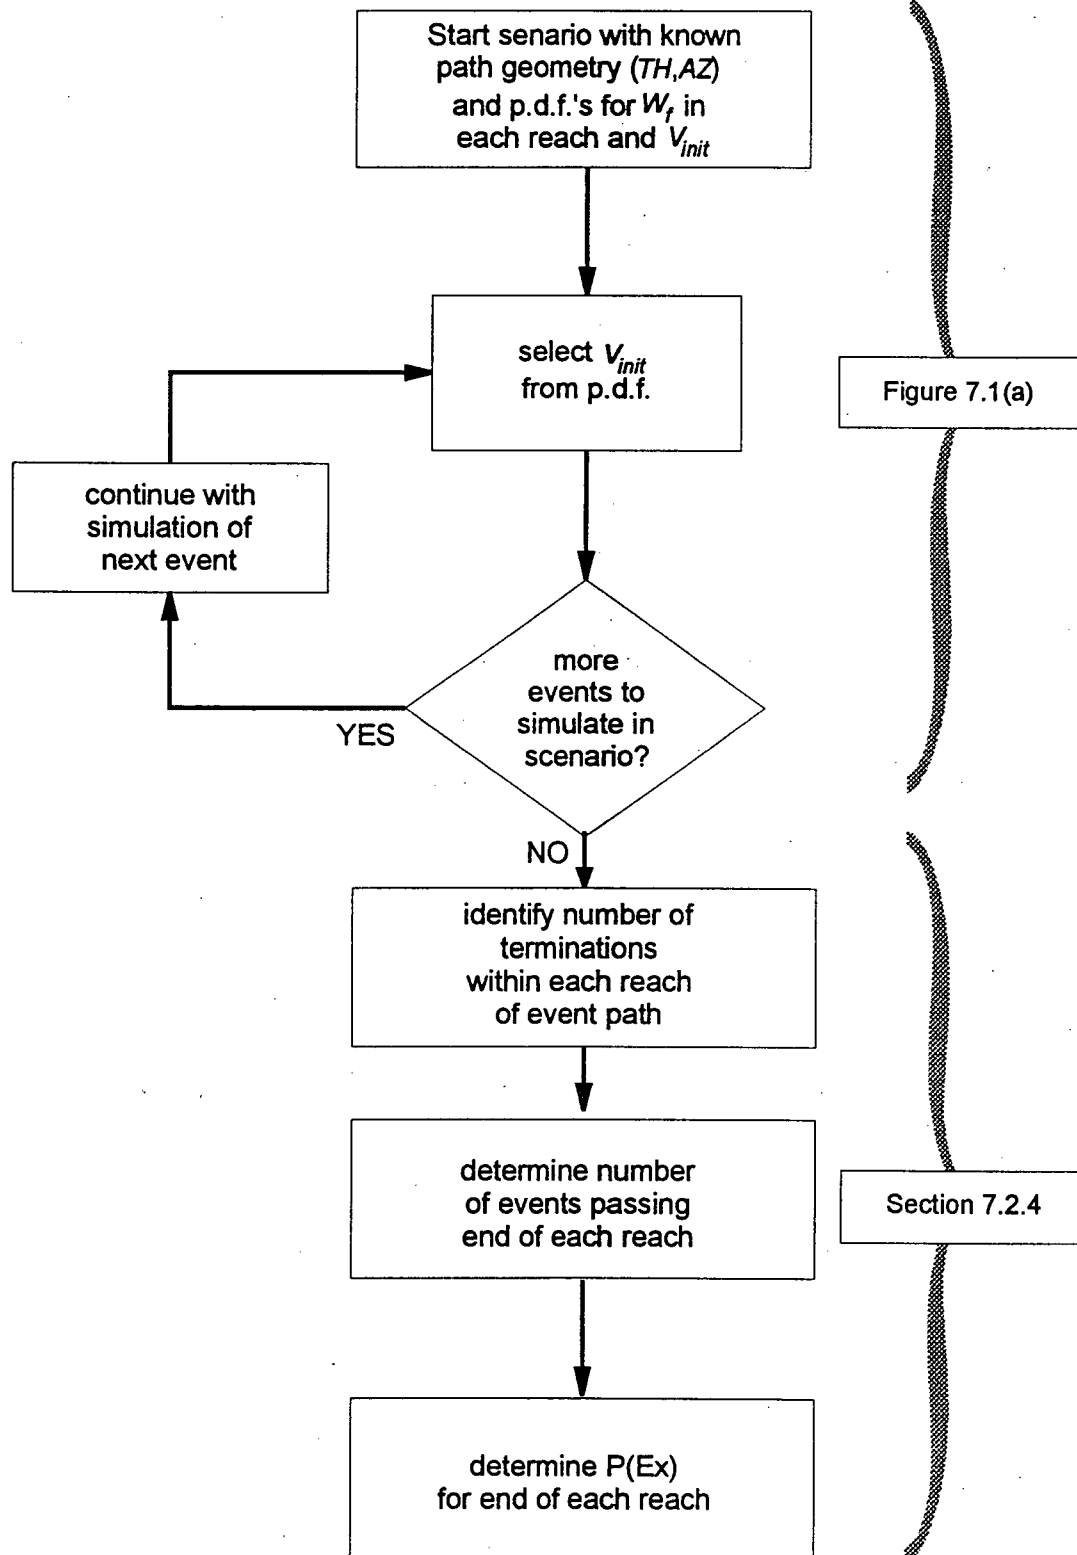 Start senario with known
path geometry (TH,AZ)
and p.d.f.'s for W_f in
each reach and V_init
select V_init
from p.d.f.
Figure 7.1(a)
continue with
simulation of
next event
more
events to
simulate in
scenario?
YES
NO
identify number of
terminations
within each reach
of event path
determine number
of events passing
end of each reach
Section 7.2.4
determine P(Ex)
for end of each reach